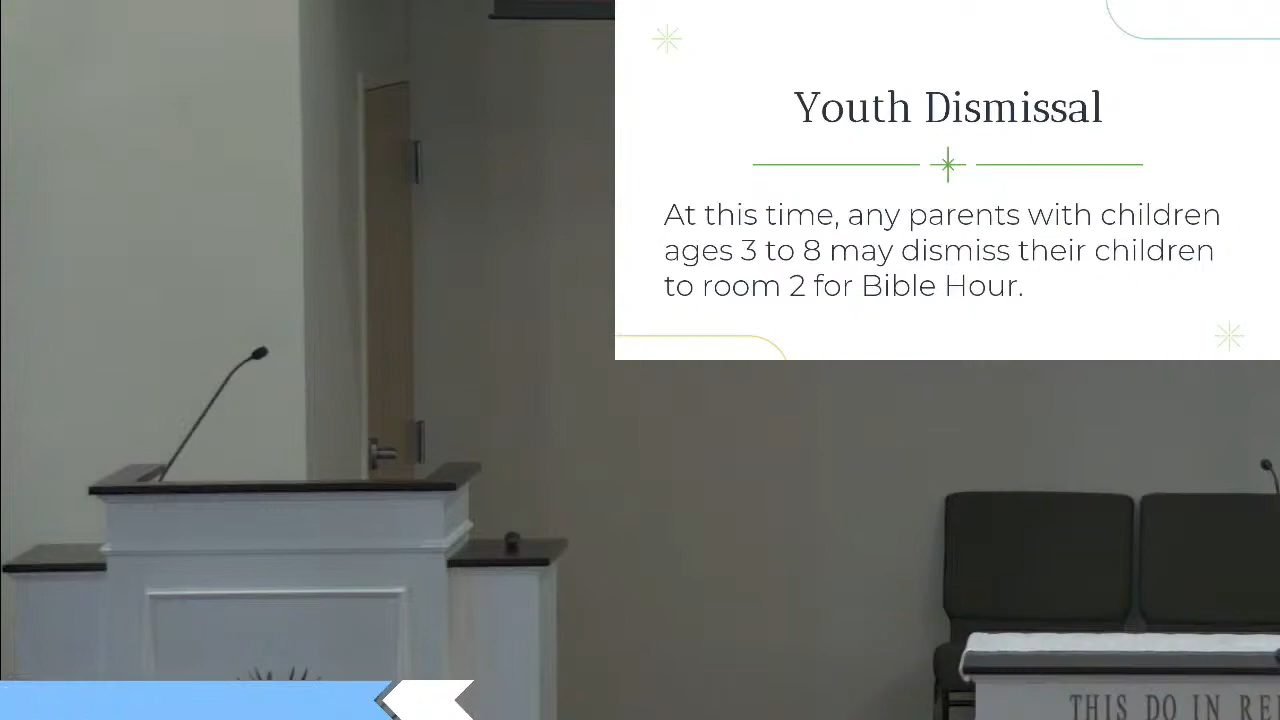 Youth Dismissal
At this time, any parents with children
ages 3 to 8 may dismiss their children
to room 2 for Bible Hour.
THIS DO IN